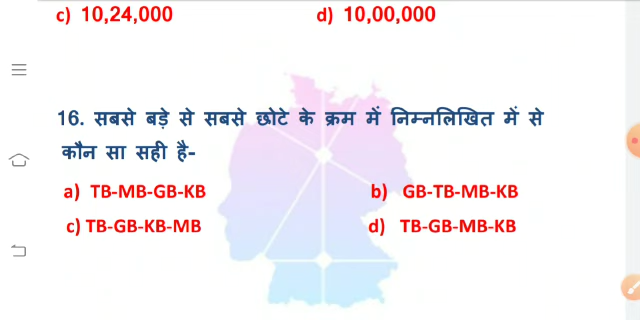 c) 10,24,000 d) 10,00,000
16. सबसे बड़े से सबसे छोटे के क्रम में निम्नलिखित में से
कौन सा सही है-
a) TB-MB-GB-KB b) GB-TB-MB-KB
c) TB-GB-KB-MB d) TB-GB-MB-KB